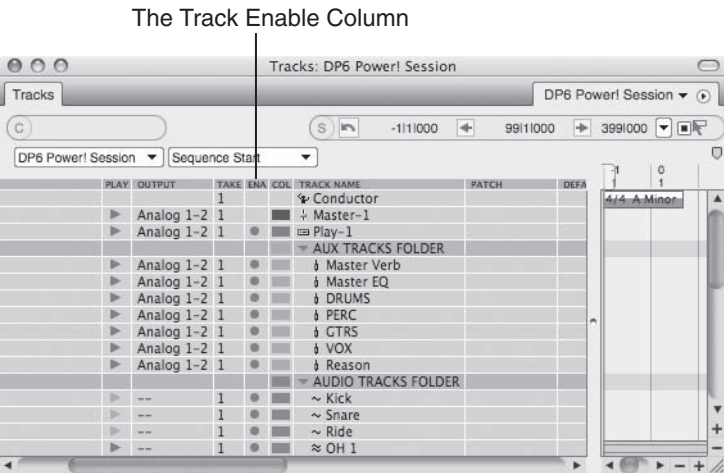 The Track Enable Column
Tracks: DP6 Power! Session
Tracks DP6 Power! Session
C S -1|1|000 99|1|000 399|000
DP6 Power! Session Sequence Start
-1 0
1 1
PLAY OUTPUT TAKE ENA COL TRACK NAME PATCH DEFA
1 Conductor 4/4 A Minor
Analog 1-2 1 Master-1
Analog 1-2 1 Play-1
AUX TRACKS FOLDER
Analog 1-2 1 Master Verb
Analog 1-2 1 Master EQ
Analog 1-2 1 DRUMS
Analog 1-2 1 PERC
Analog 1-2 1 GTRS
Analog 1-2 1 VOX
Analog 1-2 1 Reason
AUDIO TRACKS FOLDER
-- 1 Kick
-- 1 Snare
-- 1 Ride
-- 1 OH 1